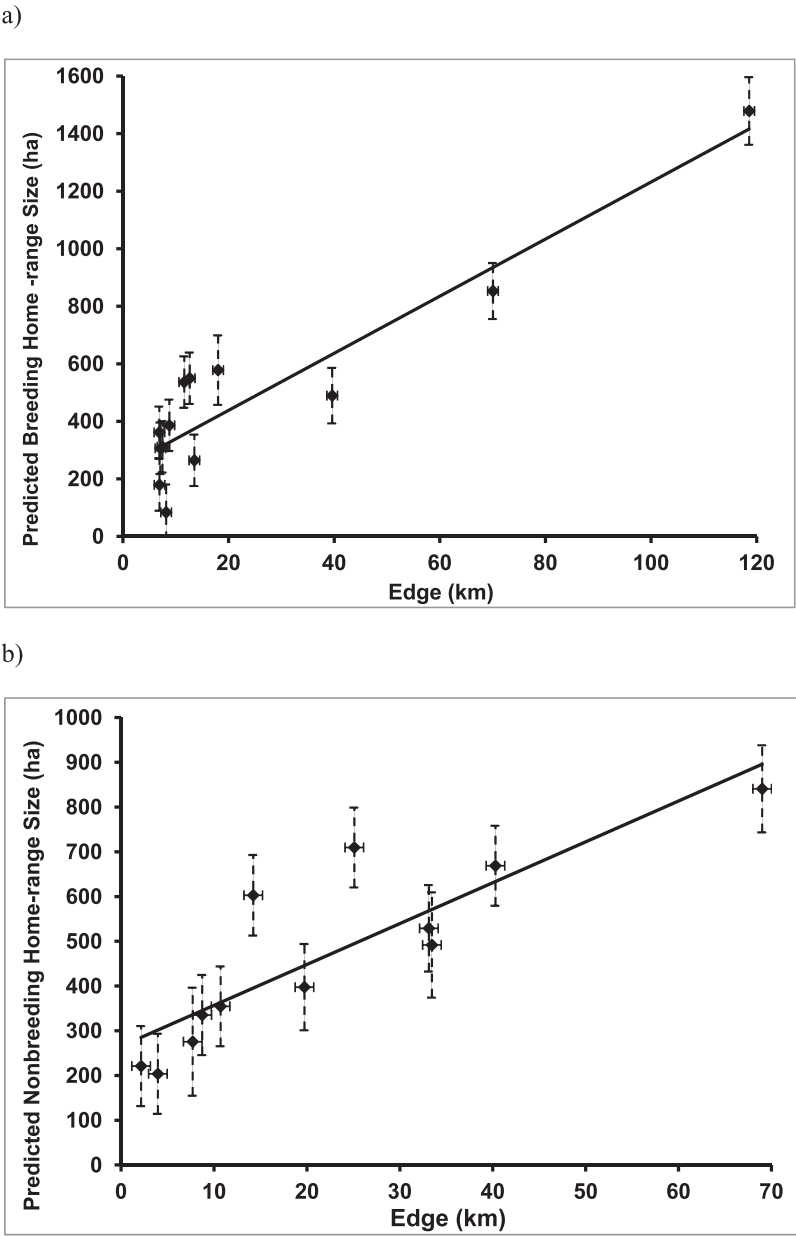 a)
Predicted Breeding Home -range Size (ha)
1600
1400
1200
1000
800
600
400
200
0
0 20 40 60 80 100 120
Edge (km)
b)
Predicted Nonbreeding Home-range Size (ha)
1000
900
800
700
600
500
400
300
200
100
0
0 10 20 30 40 50 60 70
Edge (km)